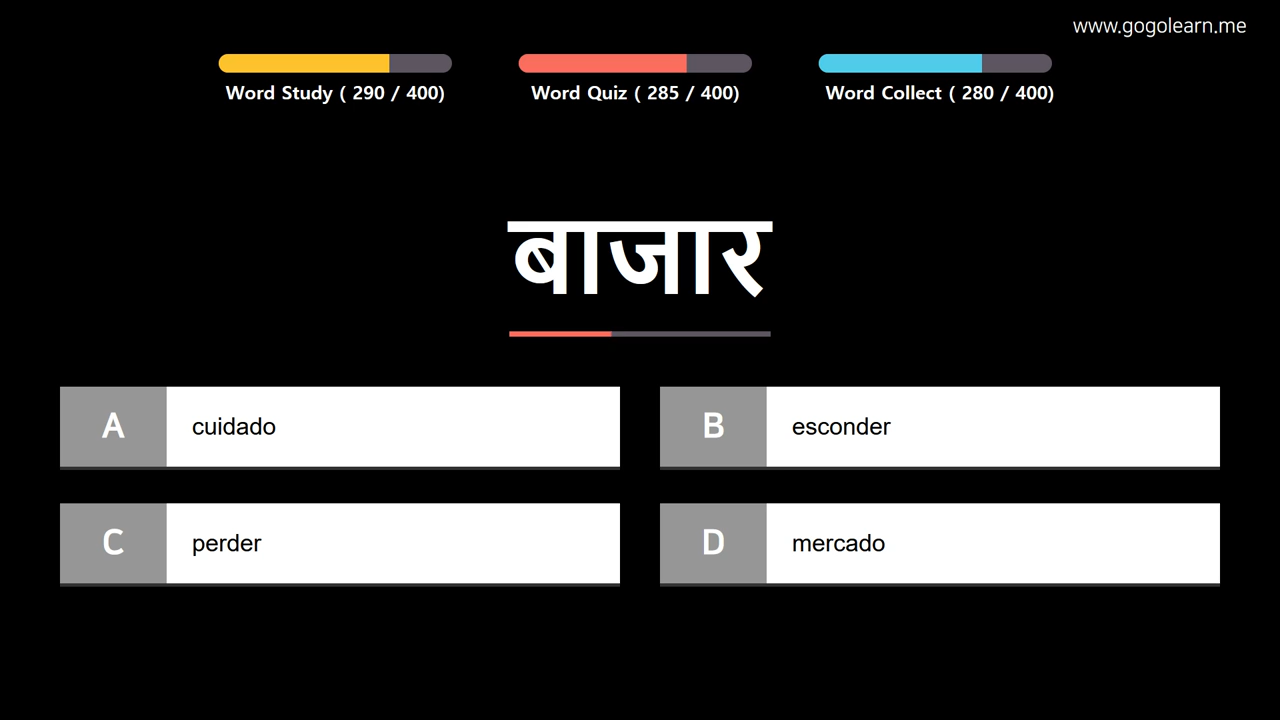 www.gogolearn.me
Word Study ( 290 / 400)
Word Quiz ( 285 / 400)
Word Collect ( 280 / 400)
बाजार
A
cuidado
B
esconder
C
perder
D
mercado